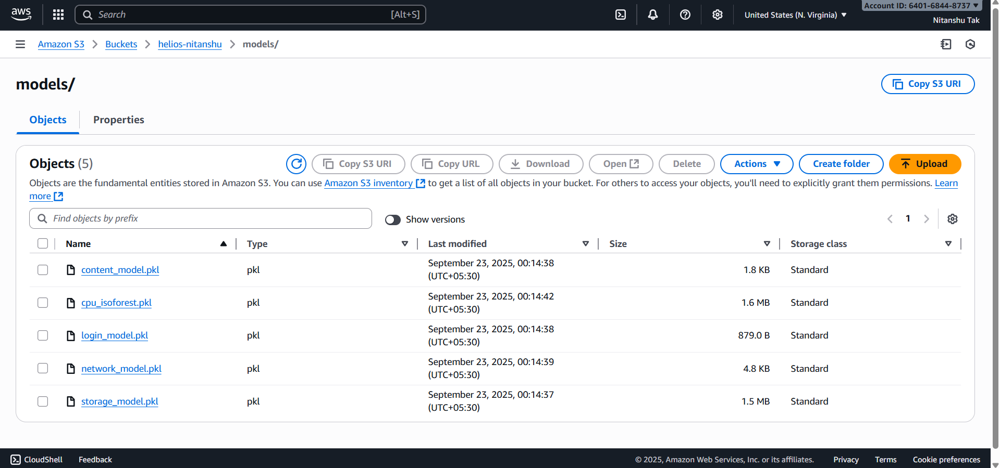 aws
Search [Alt+S]
United States (N. Virginia)
Account ID: 6401-6844-8737
Nitanshu Tak
Amazon S3 Buckets helios-nitanshu models/
models/
Copy S3 URI
Objects Properties
Objects (5)
Copy S3 URI Copy URL Download Open Delete Actions Create folder Upload
Objects are the fundamental entities stored in Amazon S3. You can use Amazon S3 inventory to get a list of all objects in your bucket. For others to access your objects, you'll need to explicitly grant them permissions. Learn
more
Find objects by prefix Show versions 1
Name Type Last modified Size Storage class
content_model.pkl pkl September 23, 2025, 00:14:38 1.8 KB Standard
(UTC+05:30)
cpu_isoforest.pkl pkl September 23, 2025, 00:14:42 1.6 MB Standard
(UTC+05:30)
login_model.pkl pkl September 23, 2025, 00:14:38 879.0 B Standard
(UTC+05:30)
network_model.pkl pkl September 23, 2025, 00:14:39 4.8 KB Standard
(UTC+05:30)
storage_model.pkl pkl September 23, 2025, 00:14:37 1.5 MB Standard
(UTC+05:30)
CloudShell Feedback © 2025, Amazon Web Services, Inc. or its affiliates. Privacy Terms Cookie preferences